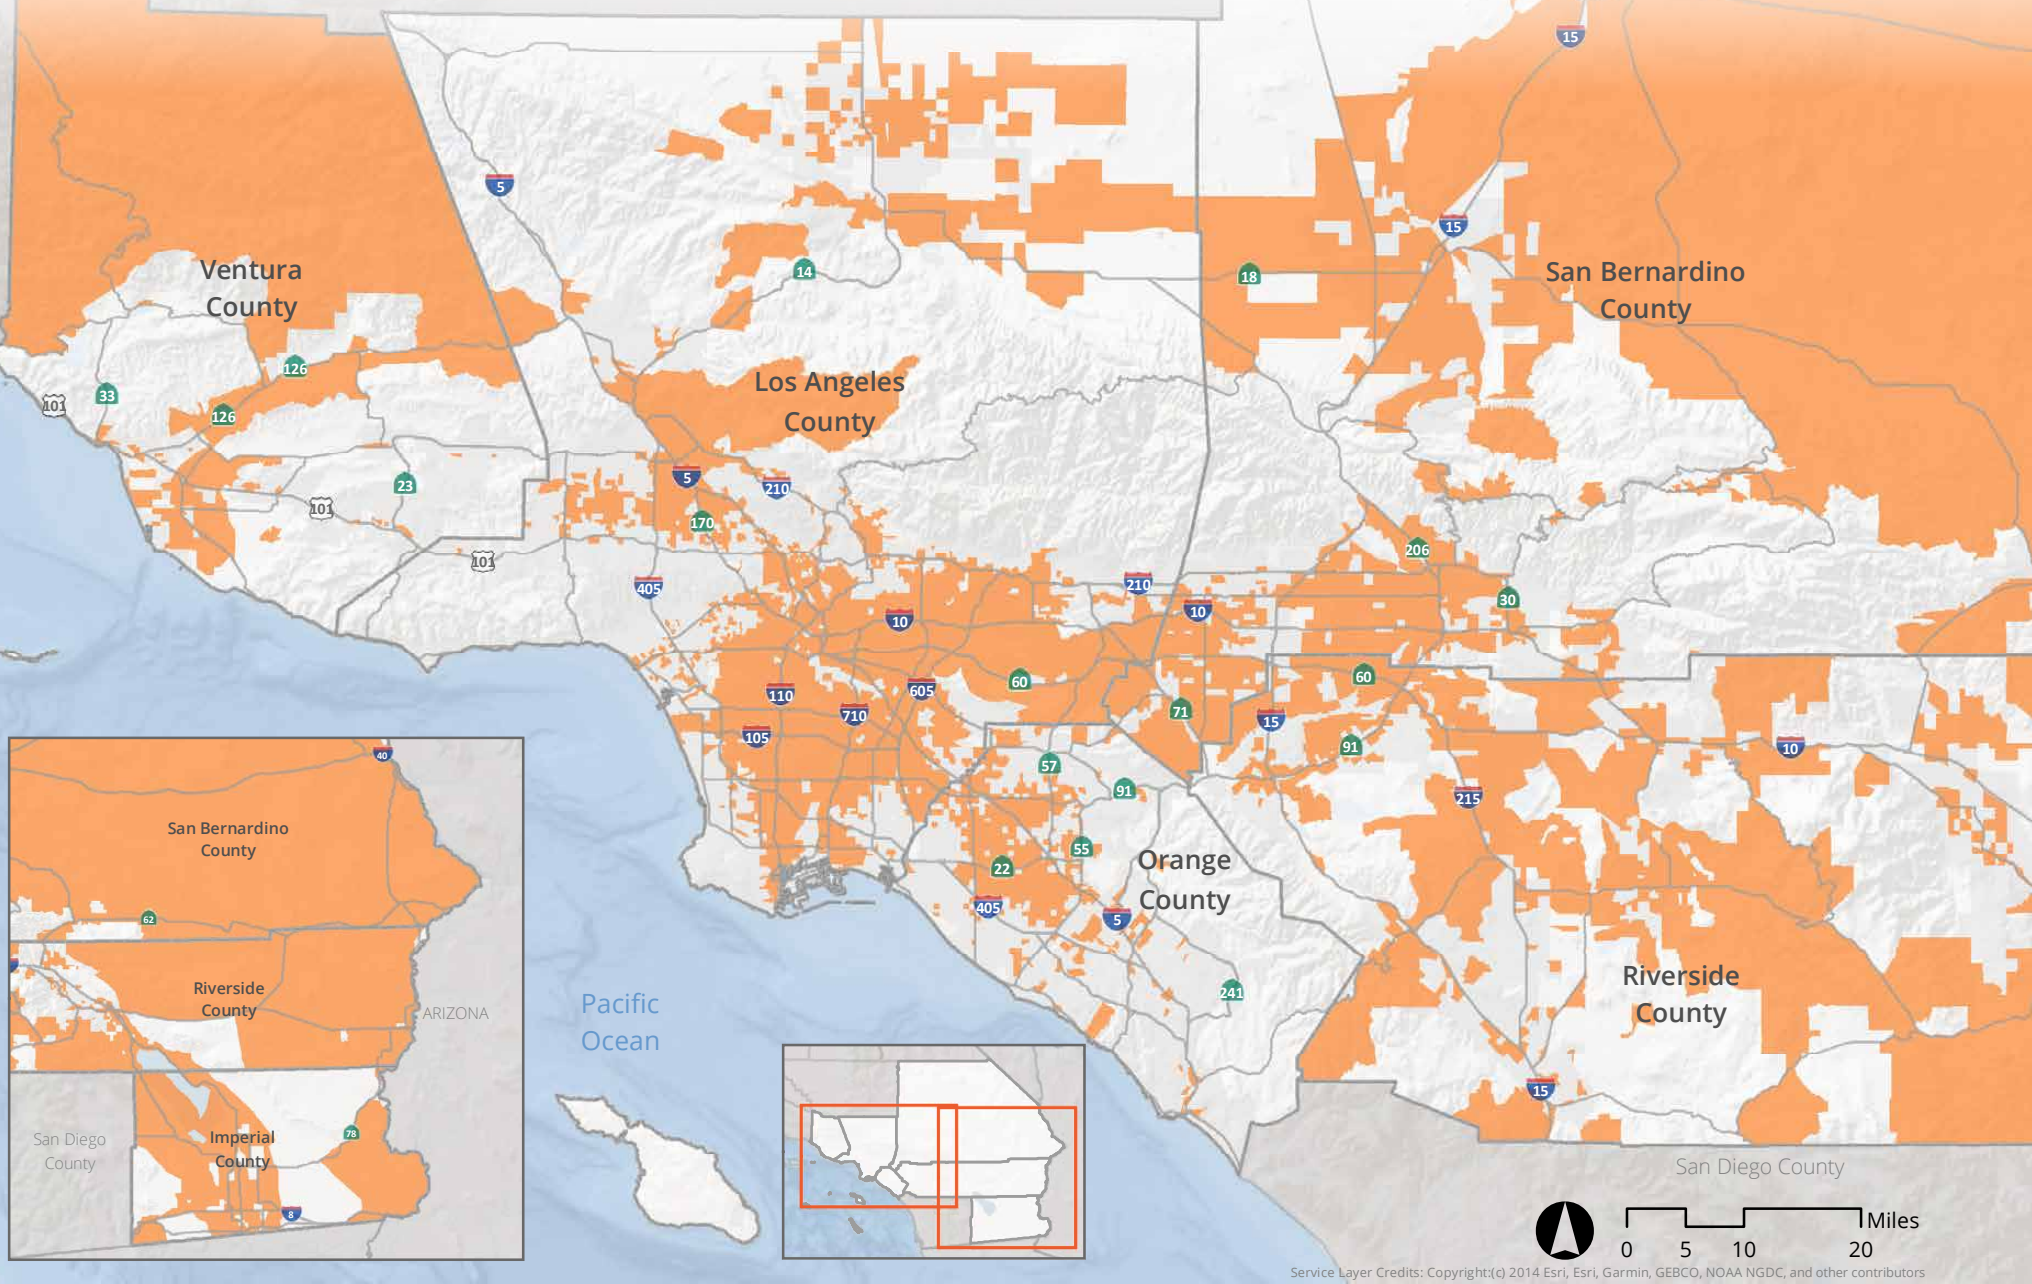 15
5
15
Ventura
County
14
18
San Bernardino
County
126
Los Angeles
County
33
101
126
5
23
210
101
170
101
206
405
210
10
30
10
60
60
605
110
71
710
15
105
91
10
57
91
215
40
San Bernardino
County
55
Orange
County
22
405
5
62
Riverside
County
241
Riverside
County
ARIZONA
Pacific
Ocean
15
San Diego
County
Imperial
County
78
8
San Diego County
Miles
0 5 10 20
Service Layer Credits: Copyright:(c) 2014 Esri, Esri, Garmin, GEBCO, NOAA NGDC, and other contributors